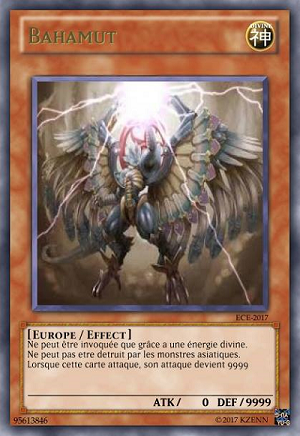 BAHAMUT
DIVINE
神
ECE-2017
[EUROPE / EFFECT]
Ne peut être invoquée que grâce a une énergie divine.
Ne peut pas etre detruit par les monstres asiatiques.
Lorsque cette carte attaque, son attaque devient 9999
ATK / 0 DEF /9999
95613846
©2017 KZENN